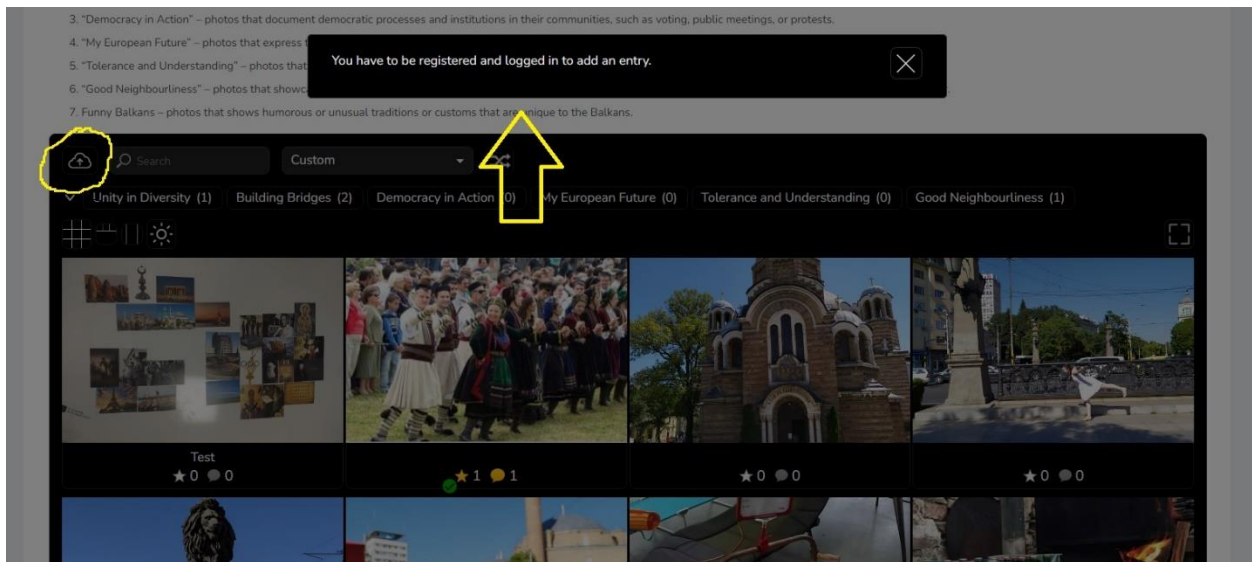 3. "Democracy in Action" – photos that document democratic processes and institutions in their communities, such as voting, public meetings, or protests.
4. "My European Future" – photos that express
You have to be registered and logged in to add an entry.
5. "Tolerance and Understanding" – photos that
6. "Good Neighbourliness" – photos that
7. Funny Balkans – photos that shows humorous or unusual traditions or customs that are unique to the Balkans.
Search
Custom
Unity in Diversity (1) Building Bridges (2) Democracy in Action (0) My European Future (0) Tolerance and Understanding (0) Good Neighbourliness (1)
Test
0 0
1 1
0 0
0 0